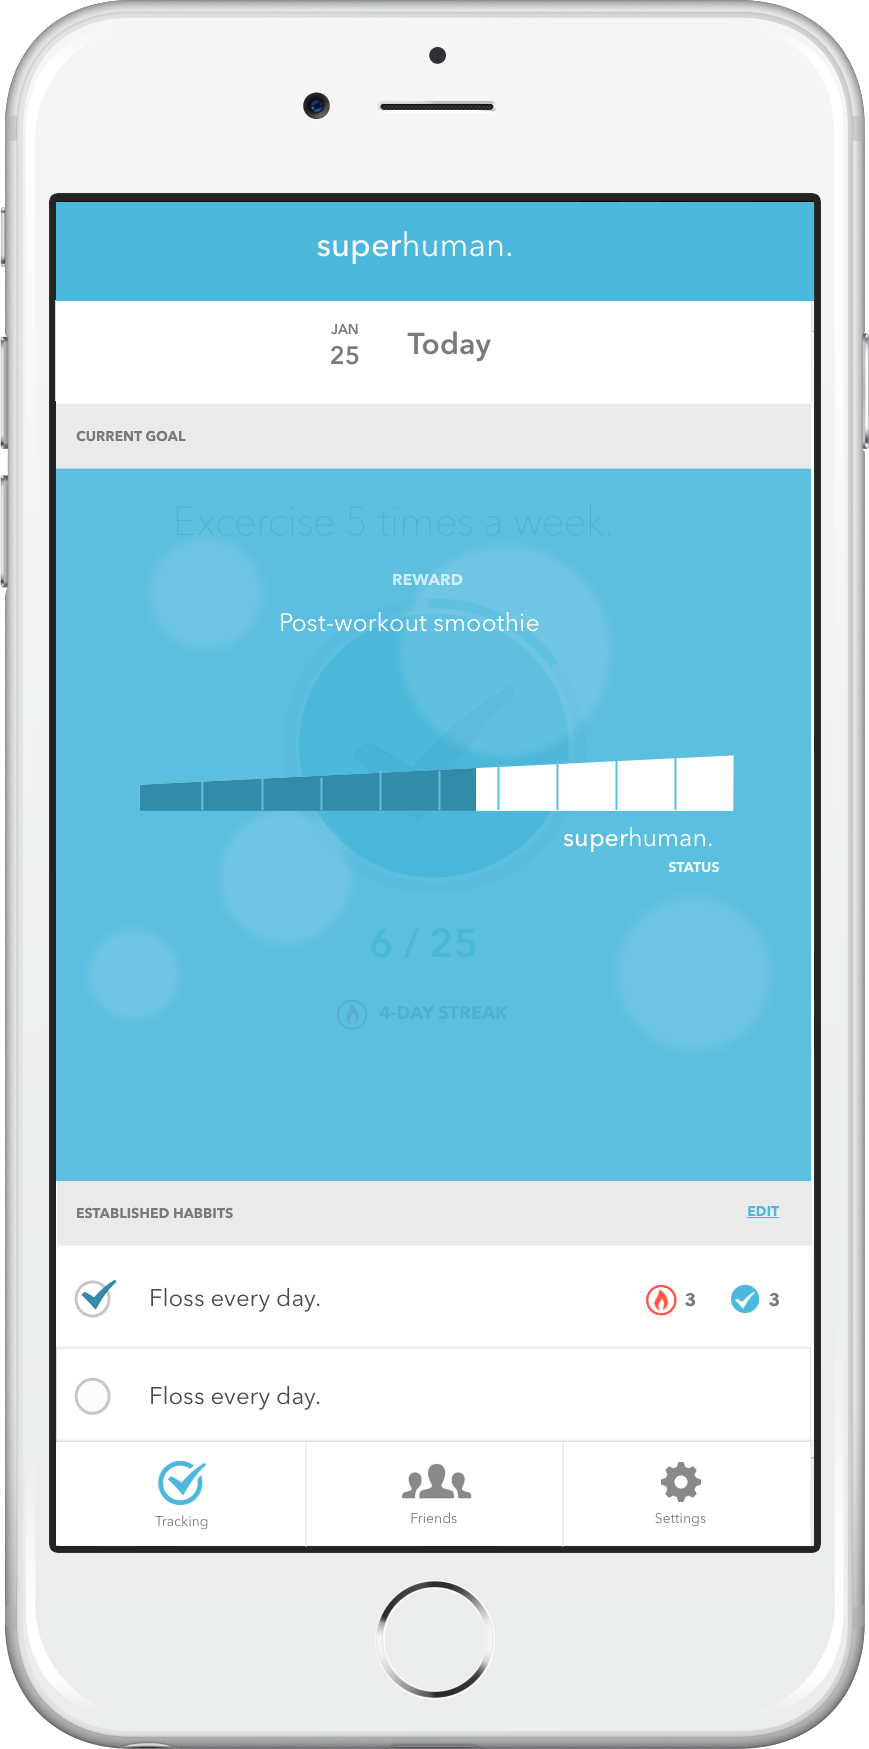 superhuman.
JAN
25
Today
CURRENT GOAL
Excercise 5 times a week.
REWARD
Post-workout smoothie
superhuman.
STATUS
6 / 25
4-DAY STREAK
ESTABLISHED HABBITS EDIT
Floss every day. 3 3
Floss every day.
Tracking Friends Settings